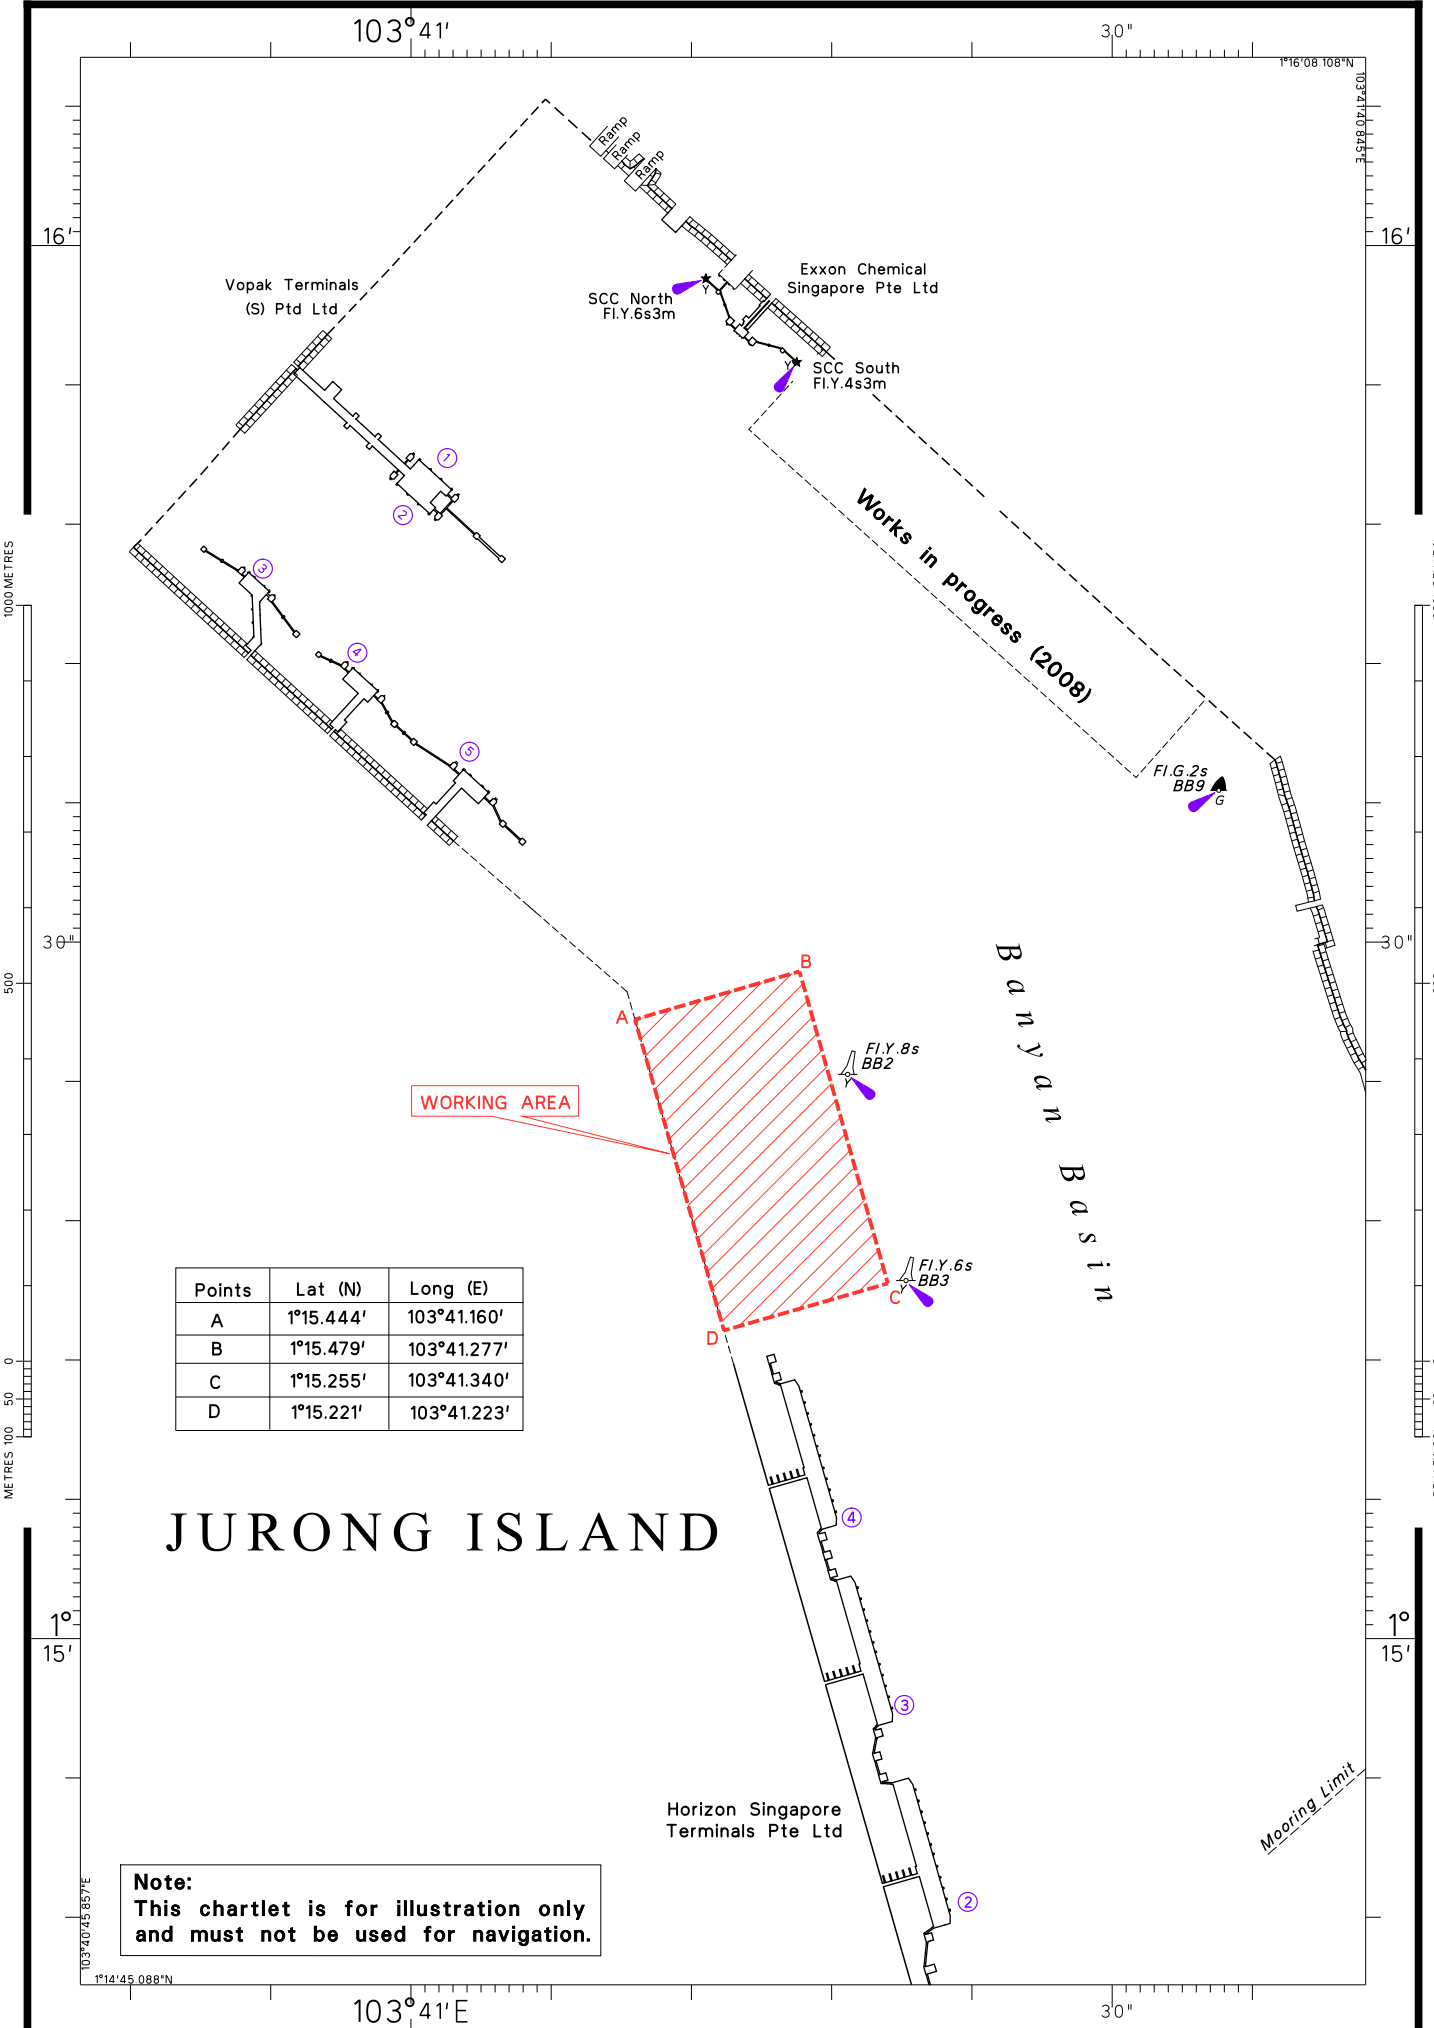 103°41'
30"
1°16'08.108"N
103°41'40.845"E
Ramp
Ramp
Ramp
16'
16'
Vopak Terminals
(S) Ptd Ltd
Exxon Chemical
Singapore Pte Ltd
SCC North
Fl.Y.6s3m
Y
SCC South
Fl.Y.4s3m
Y
1
2
Works in progress (2008)
1000 METRES
3
4
5
Fl.G.2s
BB9
G
30"
30"
500
B
A
Banyan Basin
Fl.Y.8s
BB2
Y
WORKING AREA
Fl.Y.6s
BB3
Y
C
D
Points Lat (N) Long (E)
A 1°15.444' 103°41.160'
B 1°15.479' 103°41.277'
C 1°15.255' 103°41.340'
D 1°15.221' 103°41.223'
0
50
METRES 100
JURONG ISLAND
4
1°
15'
1°
15'
3
Mooring Limit
Horizon Singapore
Terminals Pte Ltd
2
Note:
This chartlet is for illustration only
and must not be used for navigation.
103°40'45.857"E
1°14'45.088"N
103°41'E
30"